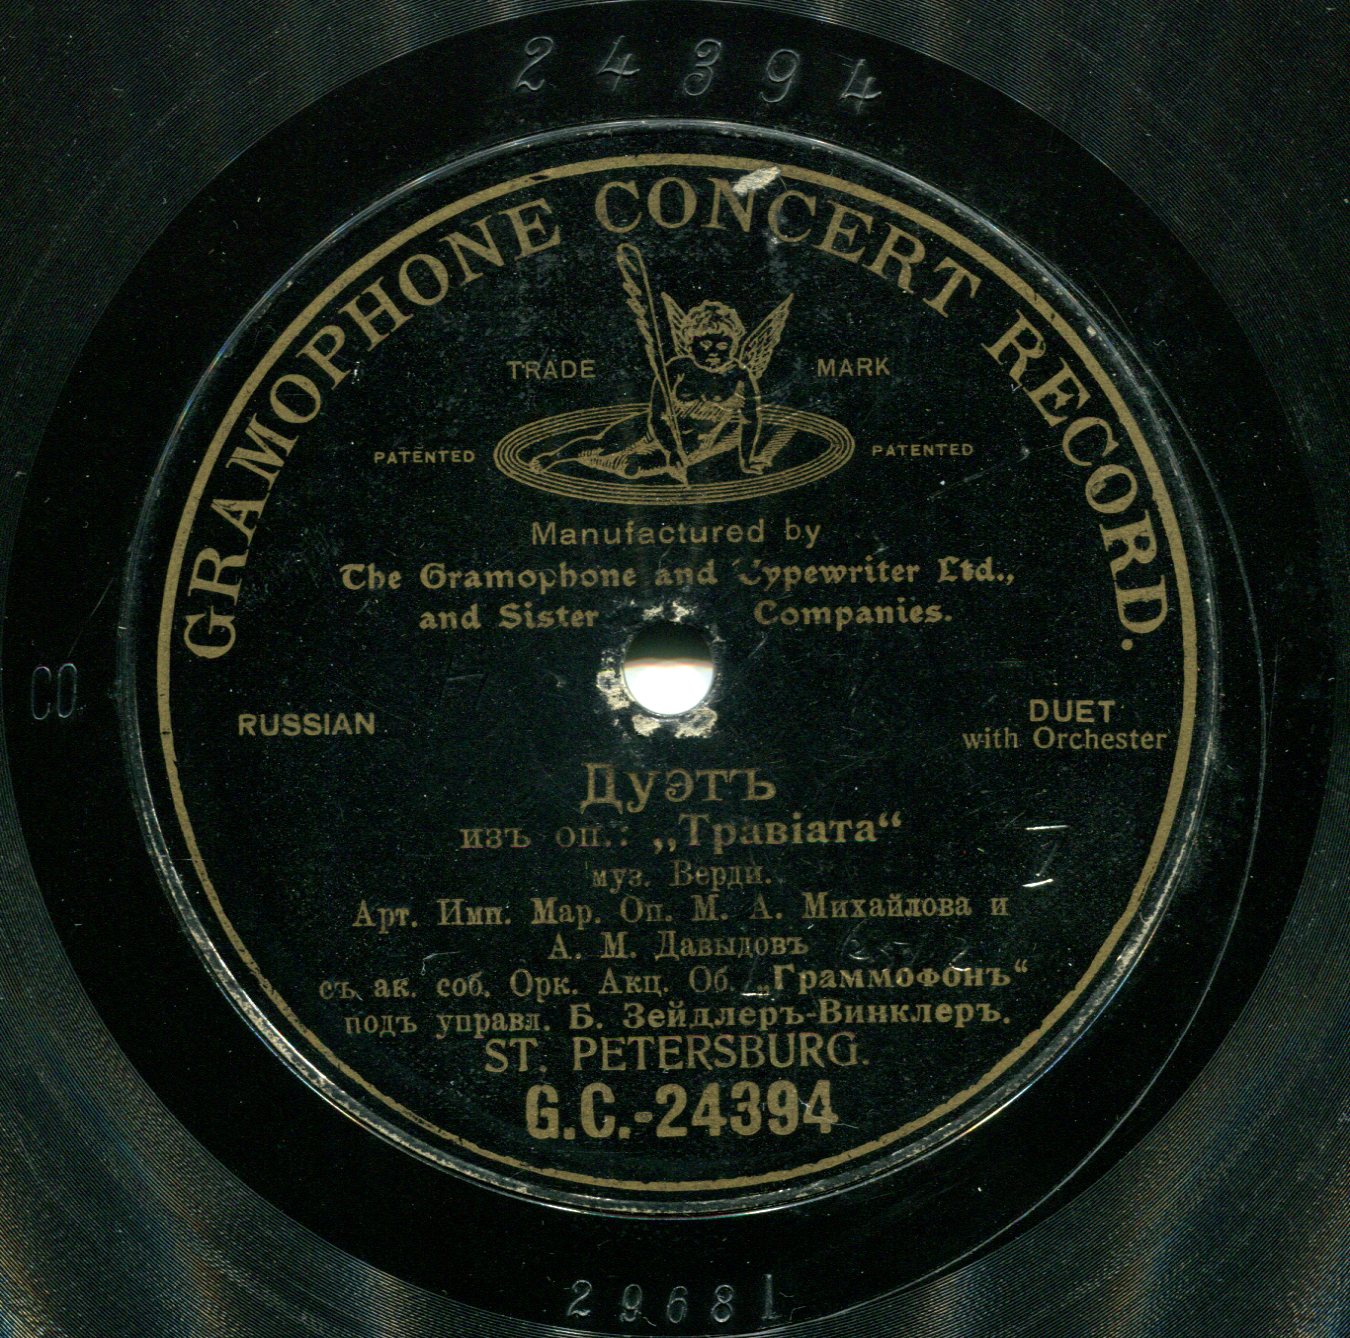 24394
GRAMOPHONE CONCERT RECORD.
TRADE MARK
PATENTED PATENTED
Manufactured by
The Gramophone and Typewriter Ltd.,
and Sister Companies.
CO
RUSSIAN
DUET
with Orchester
Дуэтъ
изъ оп.: „Травіата“
муз. Верди.
Арт. Имп. Мар. Оп. М. А. Михайлова и
А. М. Давыдовъ
съ ак. соб. Орк. Акц. Об. „Граммофонъ“
подъ управл. Б. Зейдлеръ-Винклеръ.
ST. PETERSBURG.
G.C.-24394
29681